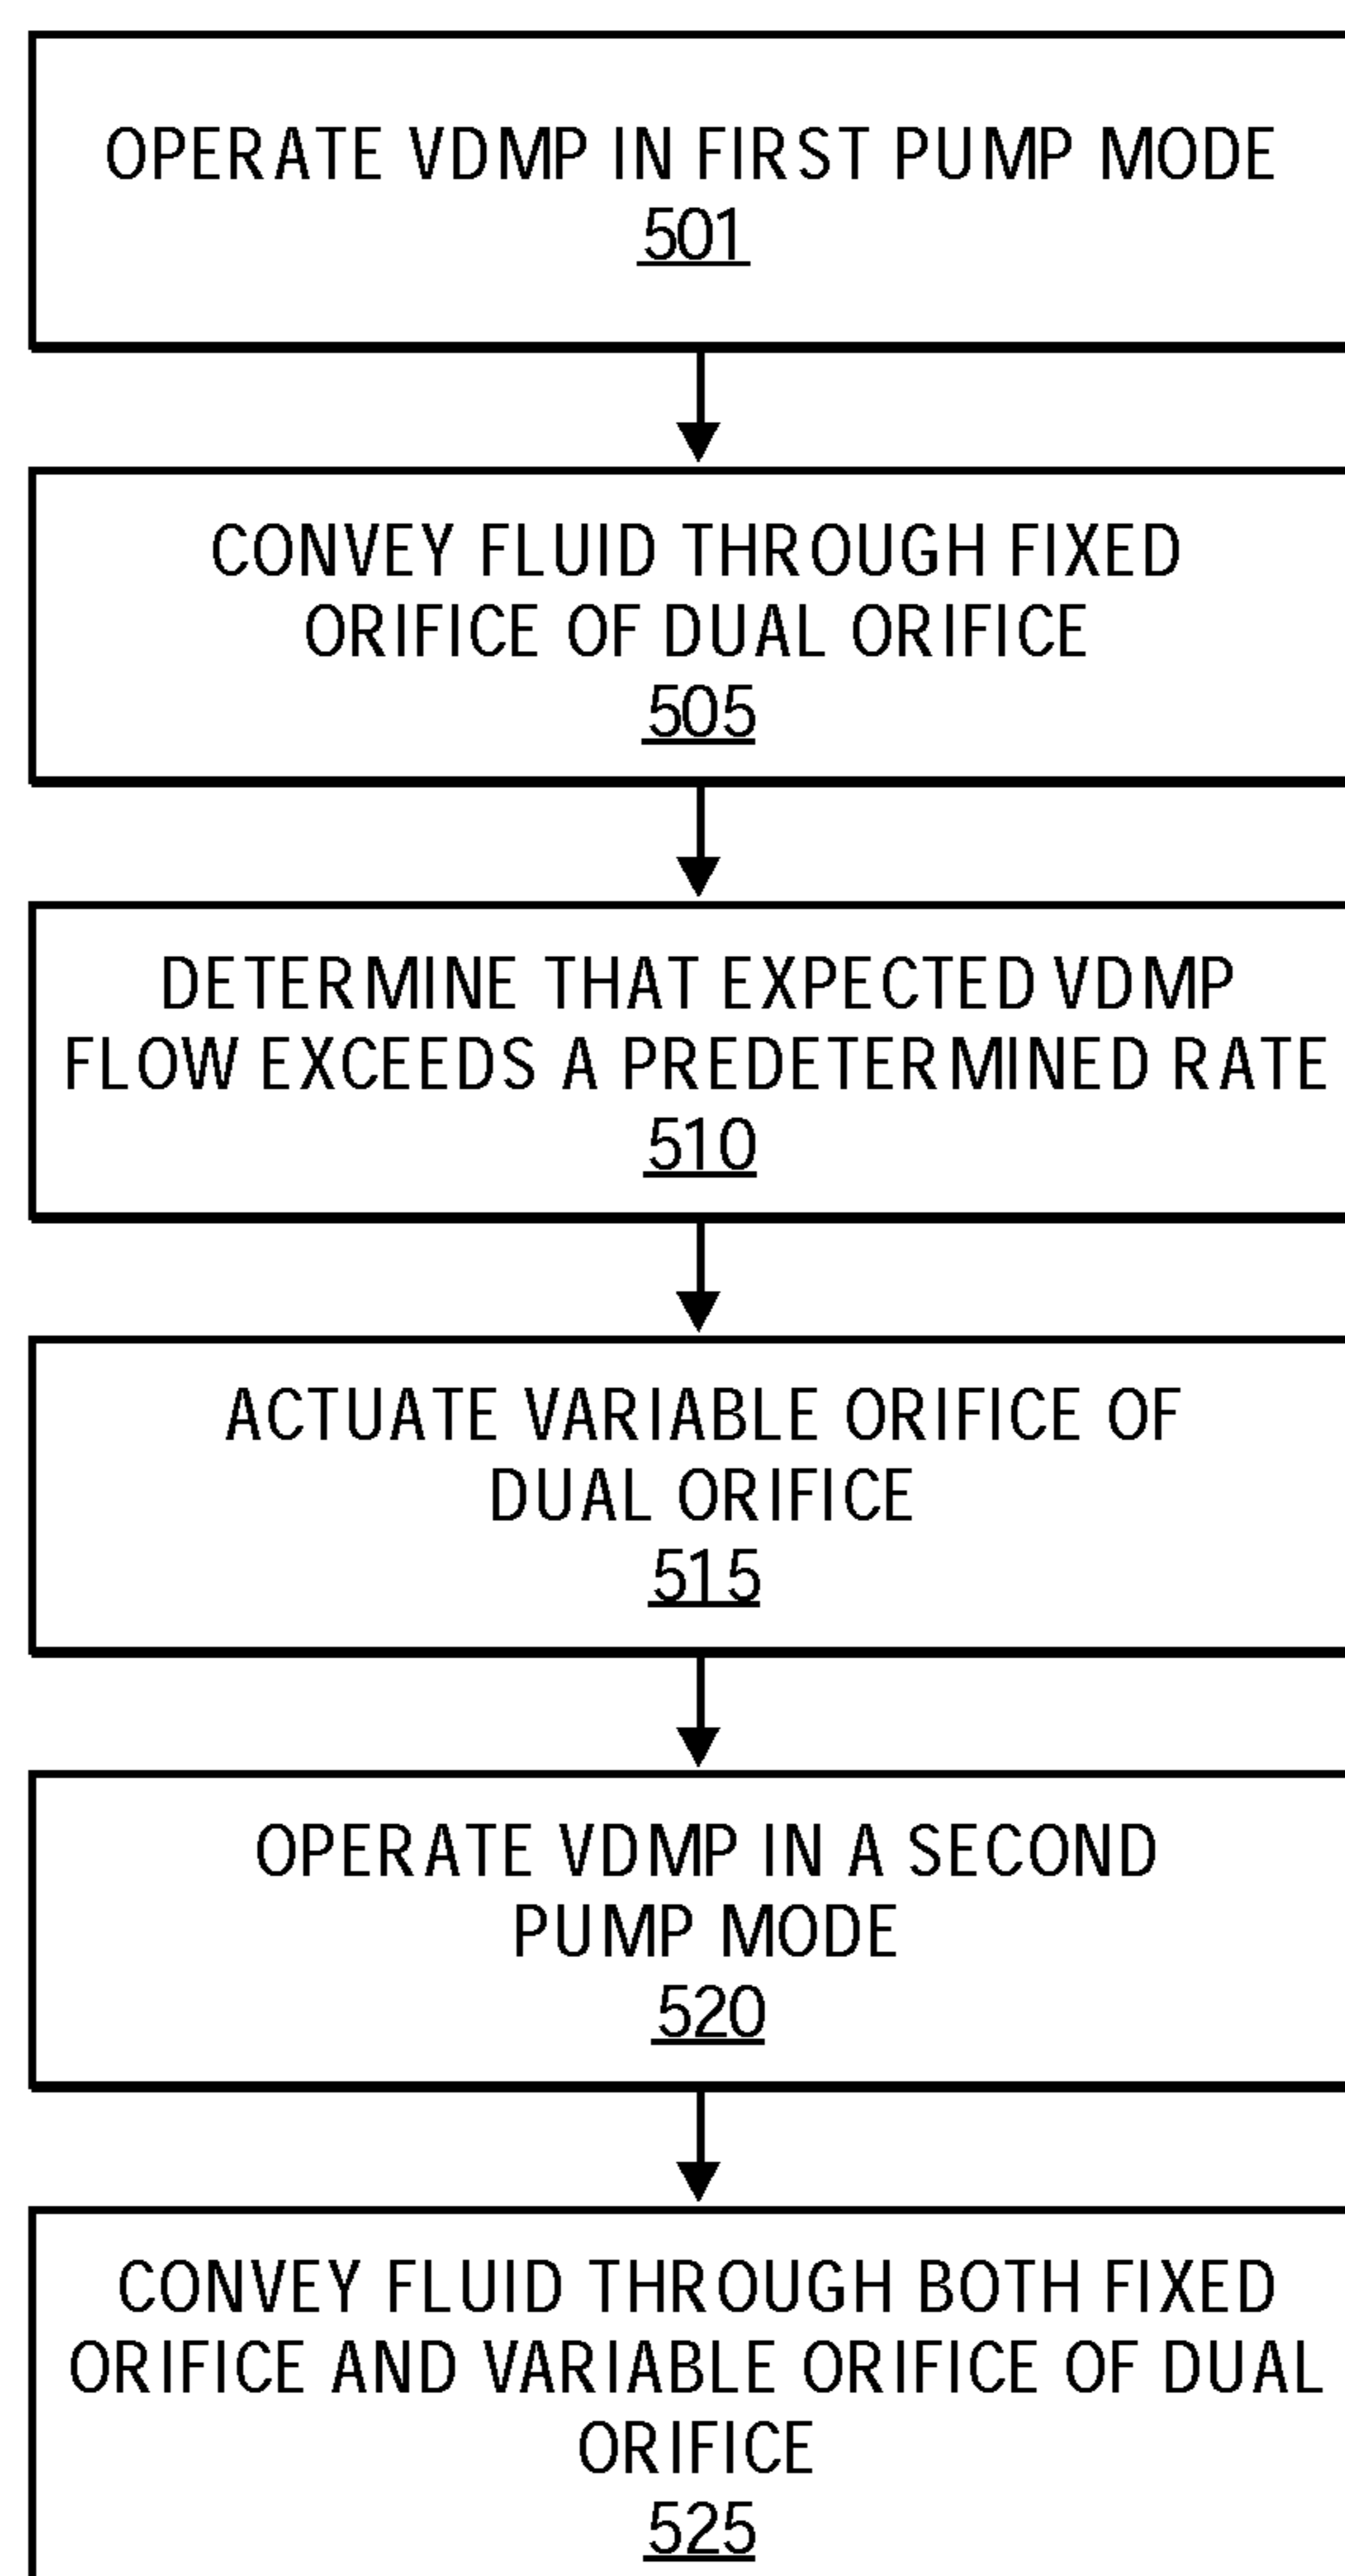 OPERATE VDMP IN FIRST PUMP MODE
501
CONVEY FLUID THROUGH FIXED
ORIFICE OF DUAL ORIFICE
505
DETERMINE THAT EXPECTED VDMP
FLOW EXCEEDS A PREDETERMINED RATE
510
ACTUATE VARIABLE ORIFICE OF
DUAL ORIFICE
515
OPERATE VDMP IN A SECOND
PUMP MODE
520
CONVEY FLUID THROUGH BOTH FIXED
ORIFICE AND VARIABLE ORIFICE OF DUAL
ORIFICE
525